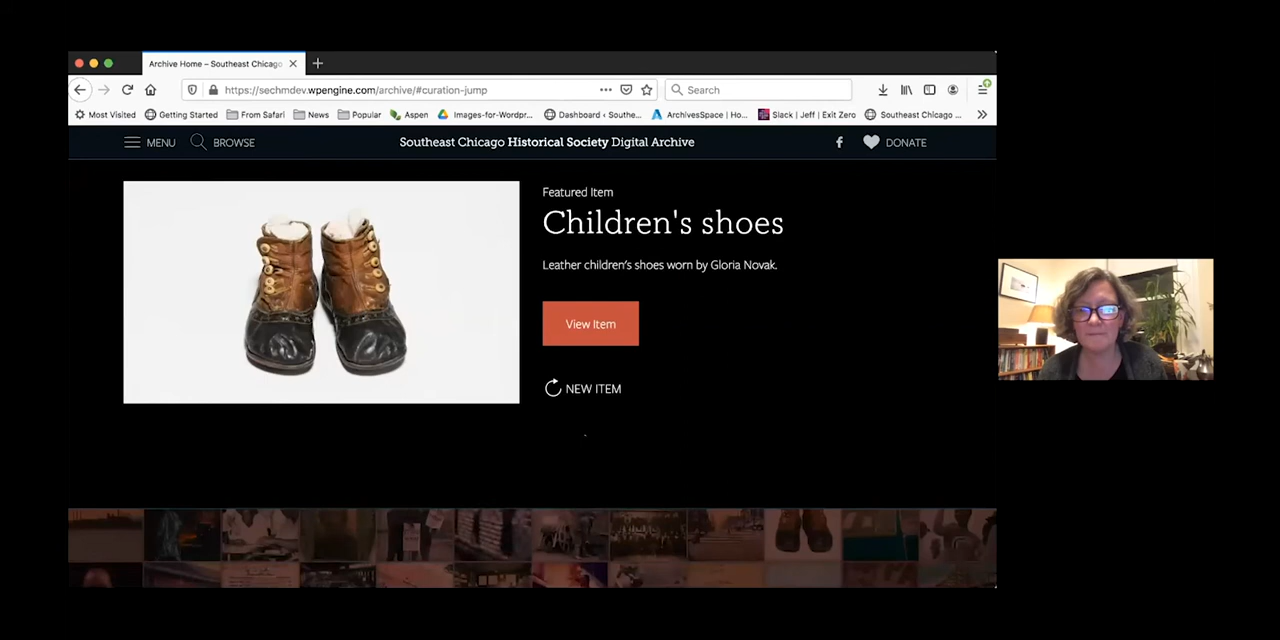 Archive Home – Southeast Chicago
https://sechmdev.wpengine.com/archive/#curation-jump
Search
Most Visited
Getting Started
From Safari
News
Popular
Aspen
Images-for-Wordpr...
Dashboard ‹ Southe...
ArchivesSpace | Ho...
Slack | Jeff | Exit Zero
Southeast Chicago ...
MENU
BROWSE
Southeast Chicago Historical Society Digital Archive
DONATE
Featured Item
Children's shoes
Leather children's shoes worn by Gloria Novak.
View Item
NEW ITEM